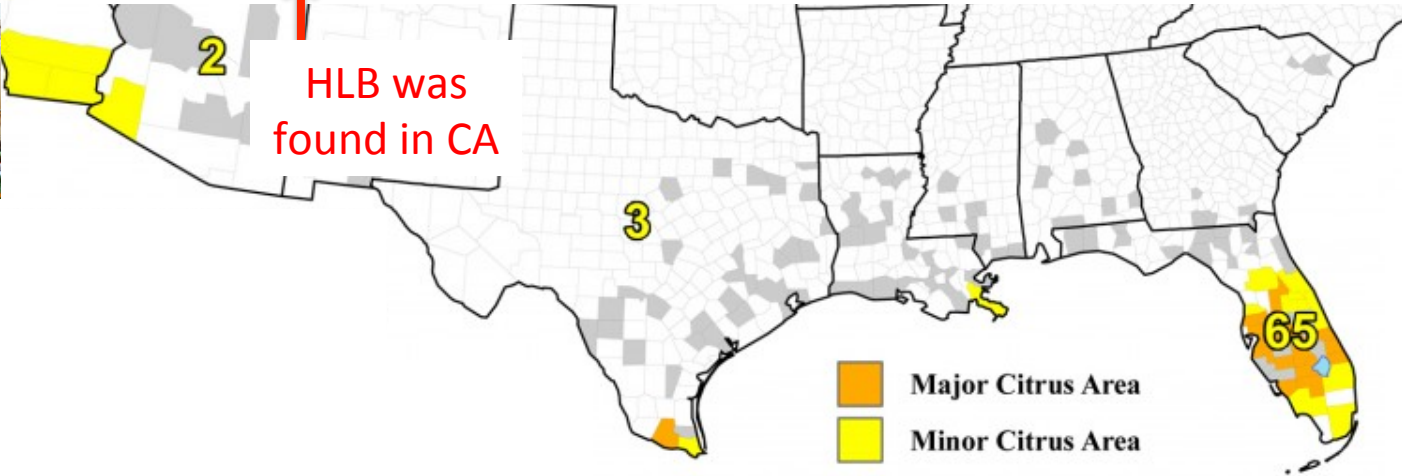 2
HLB was
found in CA
3
65
Major Citrus Area
Minor Citrus Area